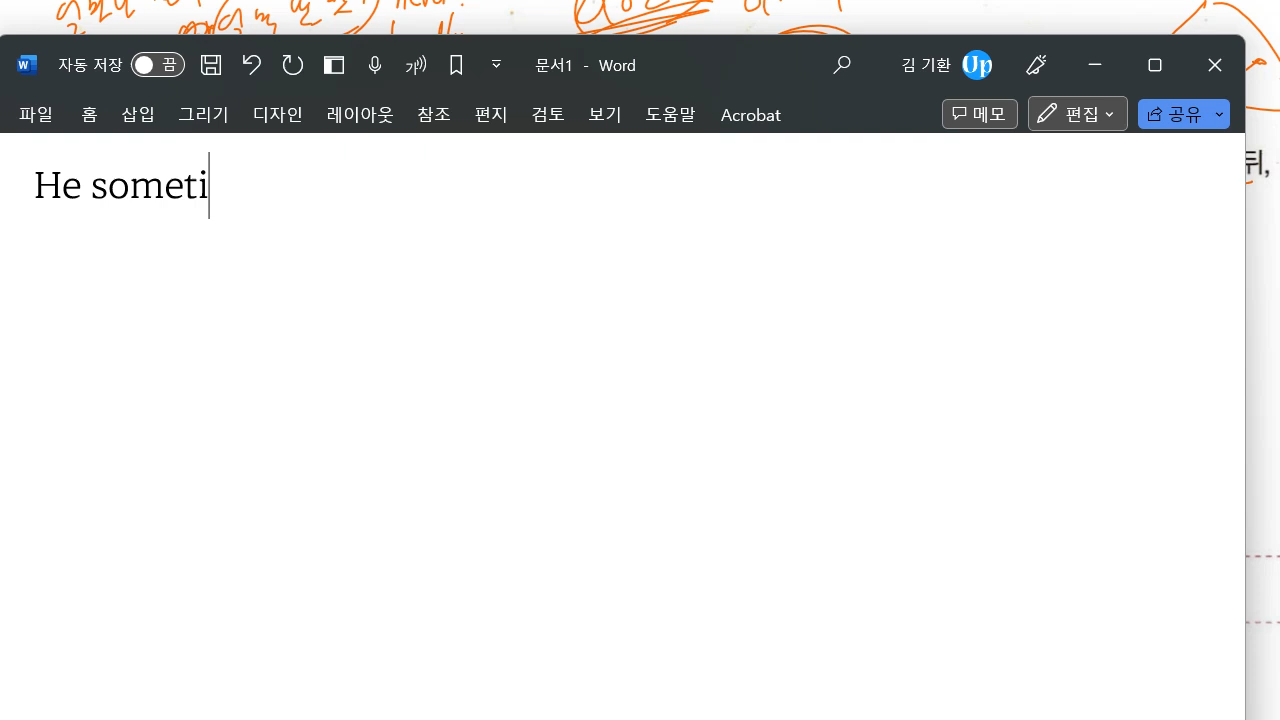 자동 저장 끔 가 문서1 - Word 김 기환 Up
파일 홈 삽입 그리기 디자인 레이아웃 참조 편지 검토 보기 도움말 Acrobat 메모 편집 공유
뒤,
He someti